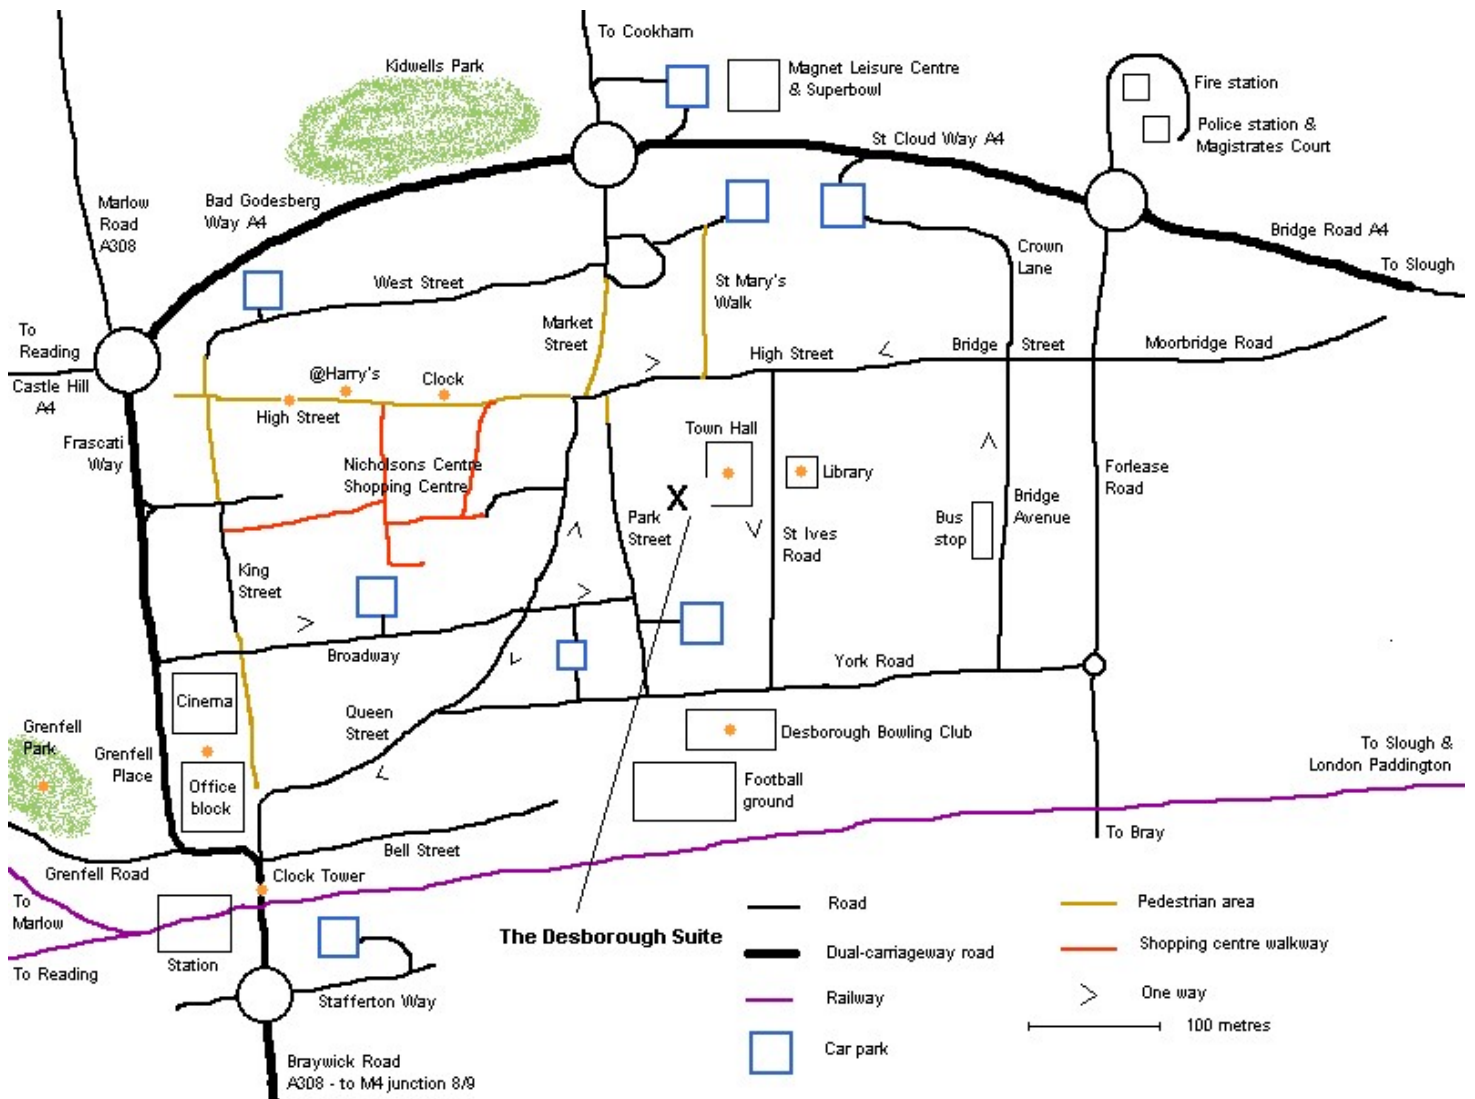 To Cookham
Kidwells Park
Magnet Leisure Centre
& Superbowl
Fire station
Police station &
Magistrates Court
St Cloud Way A4
Marlow
Road
A308
Bad Godesberg
Way A4
Bridge Road A4
To Slough
Crown
Lane
West Street
St Mary's
Walk
Market
Street
To
Reading
Castle Hill
A4
High Street
Bridge Street
Moorbridge Road
@Harry's
Clock
High Street
Frascati
Way
Town Hall
Library
Nicholsons Centre
Shopping Centre
Forlease
Road
X
Park
Street
St Ives
Road
Bus
stop
Bridge
Avenue
King
Street
Broadway
York Road
Cinema
Queen
Street
Desborough Bowling Club
Grenfell
Park
Grenfell
Place
Office
block
Football
ground
To Slough &
London Paddington
To Bray
Bell Street
Grenfell Road
Clock Tower
To
Marlow
To Reading
Station
The Desborough Suite
Stafferton Way
Braywick Road
A308 - to M4 junction 8/9
Road
Dual-carriageway road
Railway
Car park
Pedestrian area
Shopping centre walkway
One way
100 metres